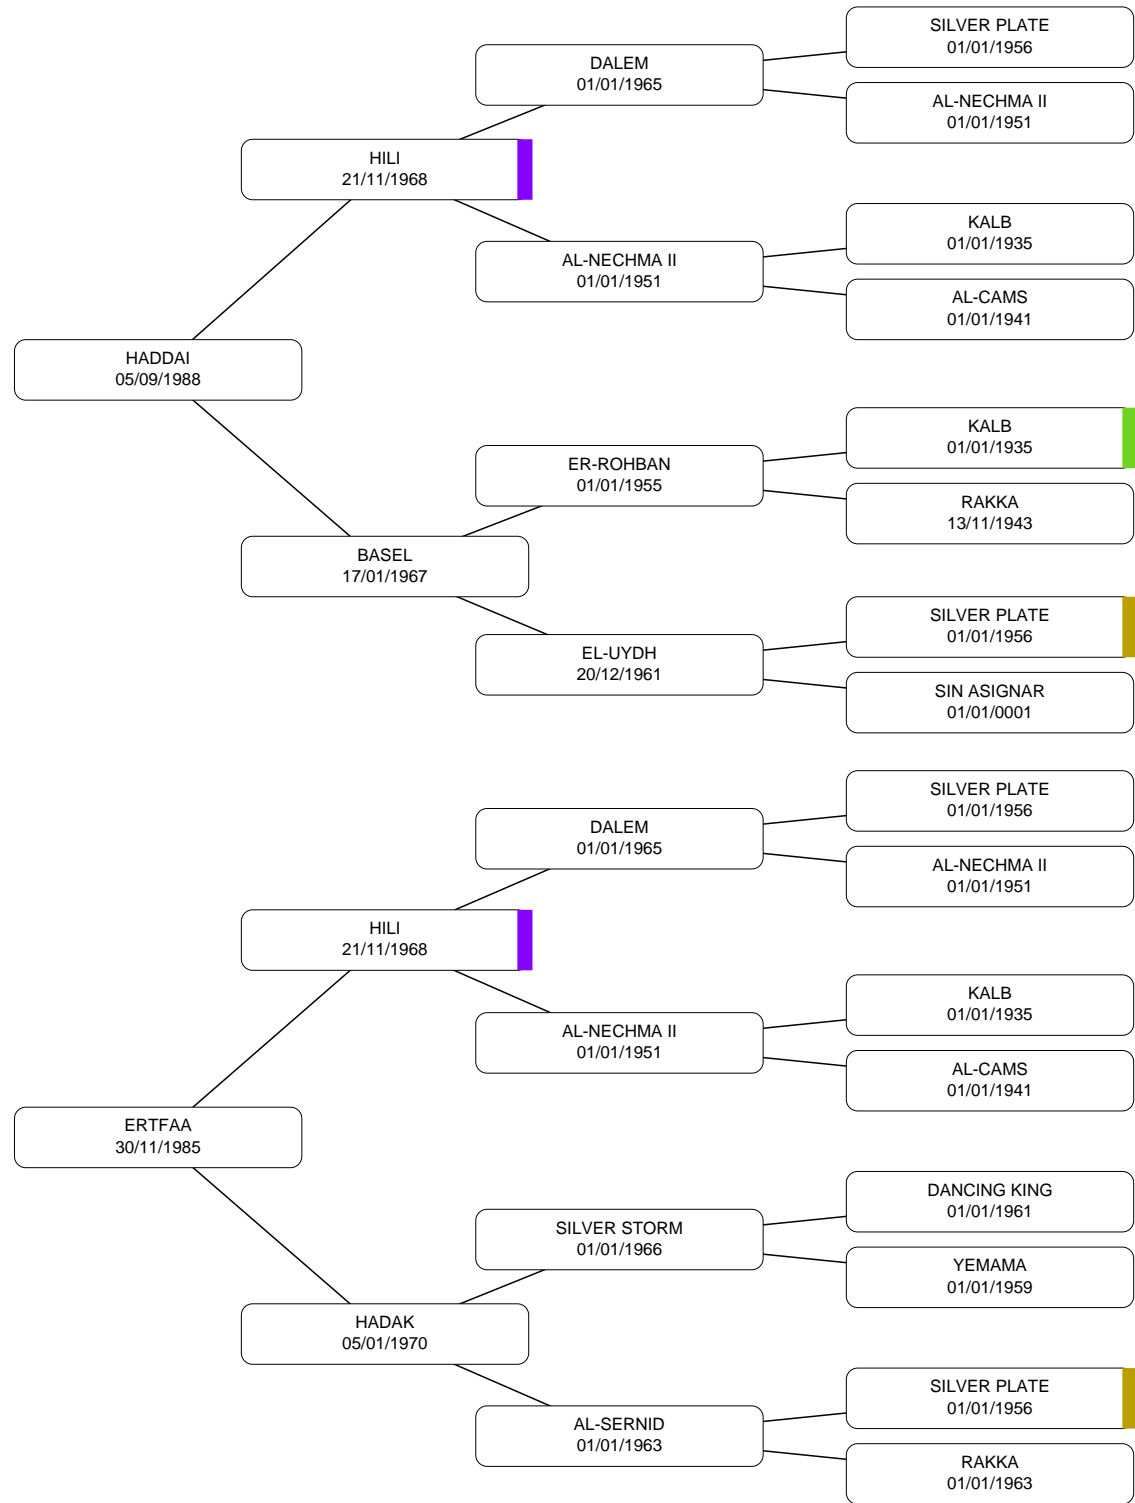 SILVER PLATE
01/01/1956
DALEM
01/01/1965
AL-NECHMA II
01/01/1951
HILI
21/11/1968
KALB
01/01/1935
AL-NECHMA II
01/01/1951
AL-CAMS
01/01/1941
HADDAI
05/09/1988
KALB
01/01/1935
ER-ROHBAN
01/01/1955
RAKKA
13/11/1943
BASEL
17/01/1967
SILVER PLATE
01/01/1956
EL-UYDH
20/12/1961
SIN ASIGNAR
01/01/0001
SILVER PLATE
01/01/1956
DALEM
01/01/1965
AL-NECHMA II
01/01/1951
HILI
21/11/1968
KALB
01/01/1935
AL-NECHMA II
01/01/1951
AL-CAMS
01/01/1941
ERTFAA
30/11/1985
DANCING KING
01/01/1961
SILVER STORM
01/01/1966
YEMAMA
01/01/1959
HADAK
05/01/1970
SILVER PLATE
01/01/1956
AL-SERNID
01/01/1963
RAKKA
01/01/1963